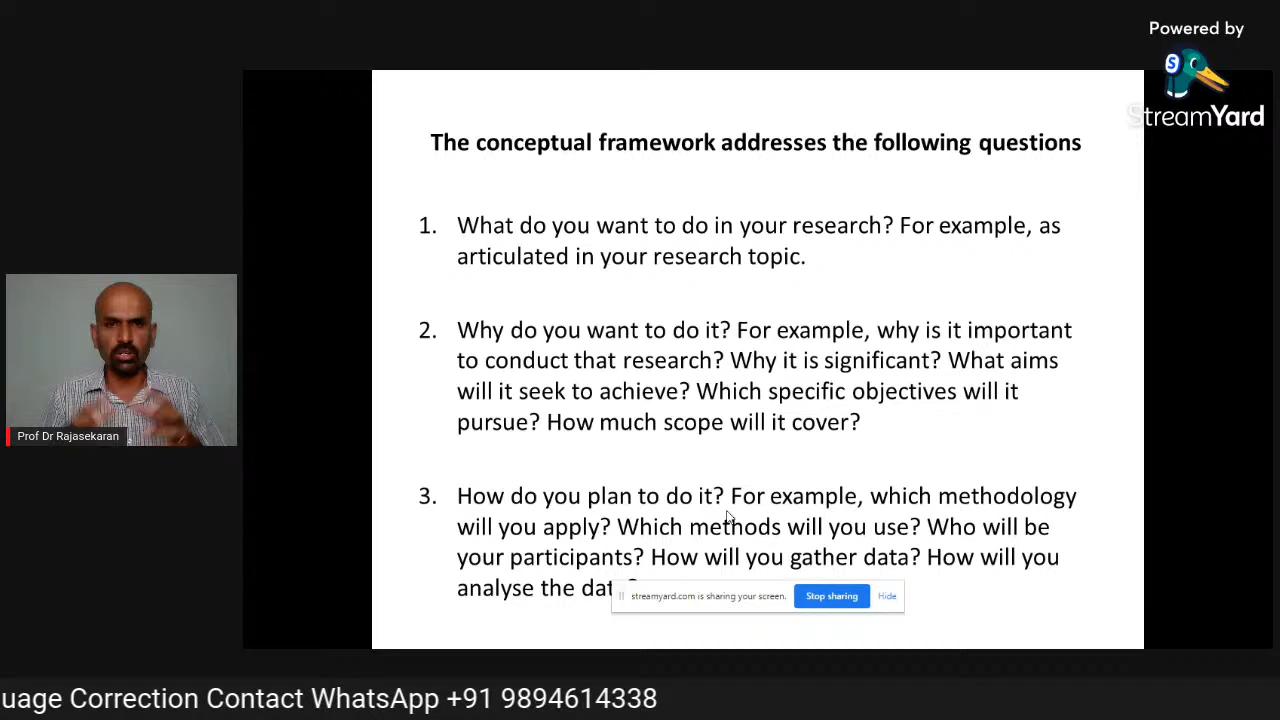 Powered by
S
StreamYard
The conceptual framework addresses the following questions
1. What do you want to do in your research? For example, as
articulated in your research topic.
2. Why do you want to do it? For example, why is it important
to conduct that research? Why it is significant? What aims
will it seek to achieve? Which specific objectives will it
pursue? How much scope will it cover?
3. How do you plan to do it? For example, which methodology
will you apply? Which methods will you use? Who will be
your participants? How will you gather data? How will you
analyse the dat
streamyard.com is sharing your screen.
Stop sharing
Hide
Prof Dr Rajasekaran
uage Correction Contact WhatsApp +91 9894614338